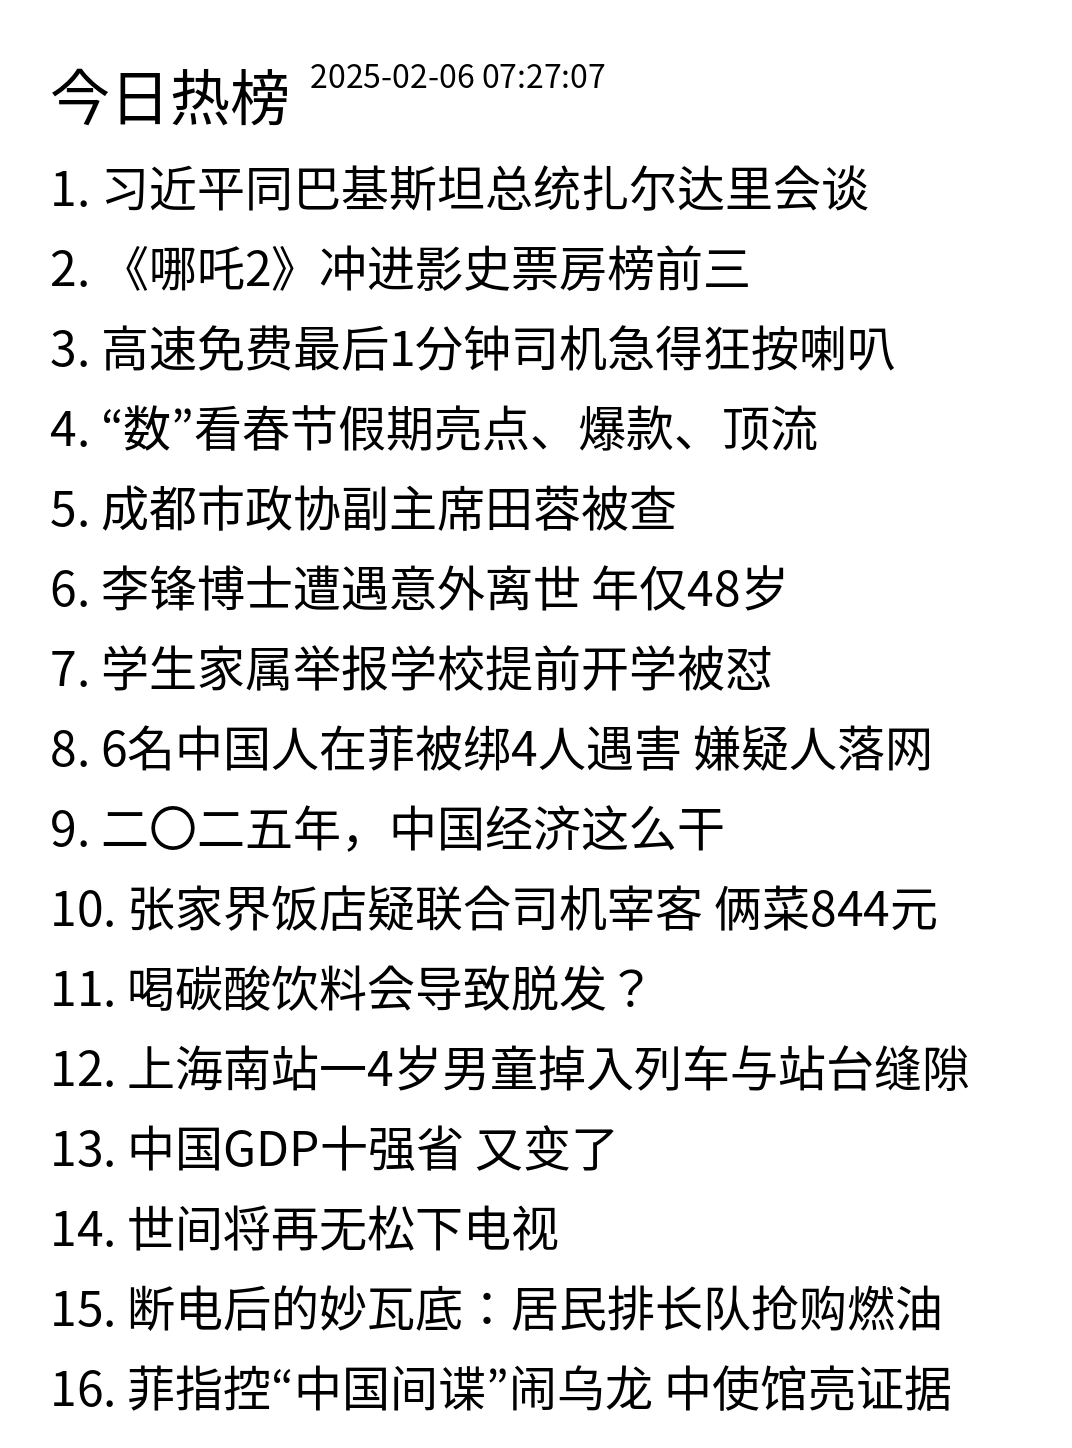 今日热榜 2025-02-06 07:27:07
1. 习近平同巴基斯坦总统扎尔达里会谈
2. 《哪吒2》冲进影史票房榜前三
3. 高速免费最后1分钟司机急得狂按喇叭
4. “数”看春节假期亮点、爆款、顶流
5. 成都市政协副主席田蓉被查
6. 李锋博士遭遇意外离世 年仅48岁
7. 学生家属举报学校提前开学被怼
8. 6名中国人在菲被绑4人遇害 嫌疑人落网
9. 二〇二五年，中国经济这么干
10. 张家界饭店疑联合司机宰客 俩菜844元
11. 喝碳酸饮料会导致脱发？
12. 上海南站一4岁男童掉入列车与站台缝隙
13. 中国GDP十强省 又变了
14. 世间将再无松下电视
15. 断电后的妙瓦底：居民排长队抢购燃油
16. 菲指控“中国间谍”闹乌龙 中使馆亮证据